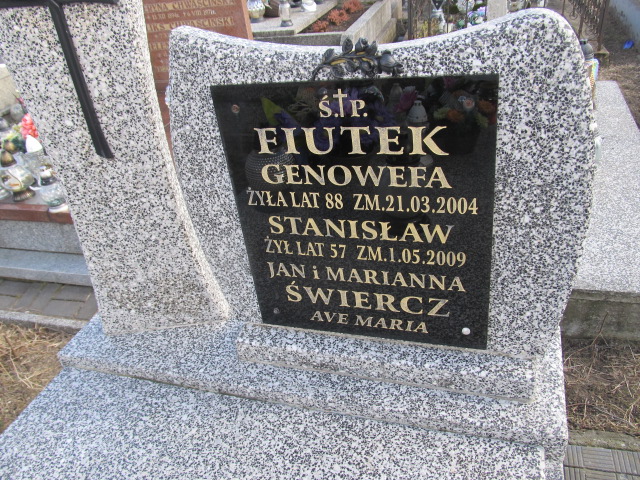 Ś.†P.
FIUTEK
GENOWEFA
ŻYŁA LAT 88 ZM.21.03.2004
STANISŁAW
ŻYŁ LAT 57 ZM.1.05.2009
JAN i MARIANNA
ŚWIERCZ
AVE MARIA